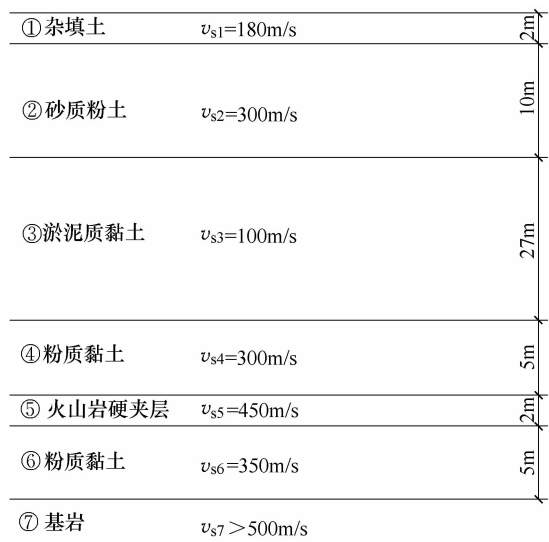 ①杂填土 vs1=180m/s 2m
②砂质粉土 vs2=300m/s 10m
③淤泥质黏土 vs3=100m/s 27m
④粉质黏土 vs4=300m/s 5m
⑤ 火山岩硬夹层 vs5=450m/s 2m
⑥粉质黏土 vs6=350m/s 5m
⑦ 基岩 vs7＞500m/s